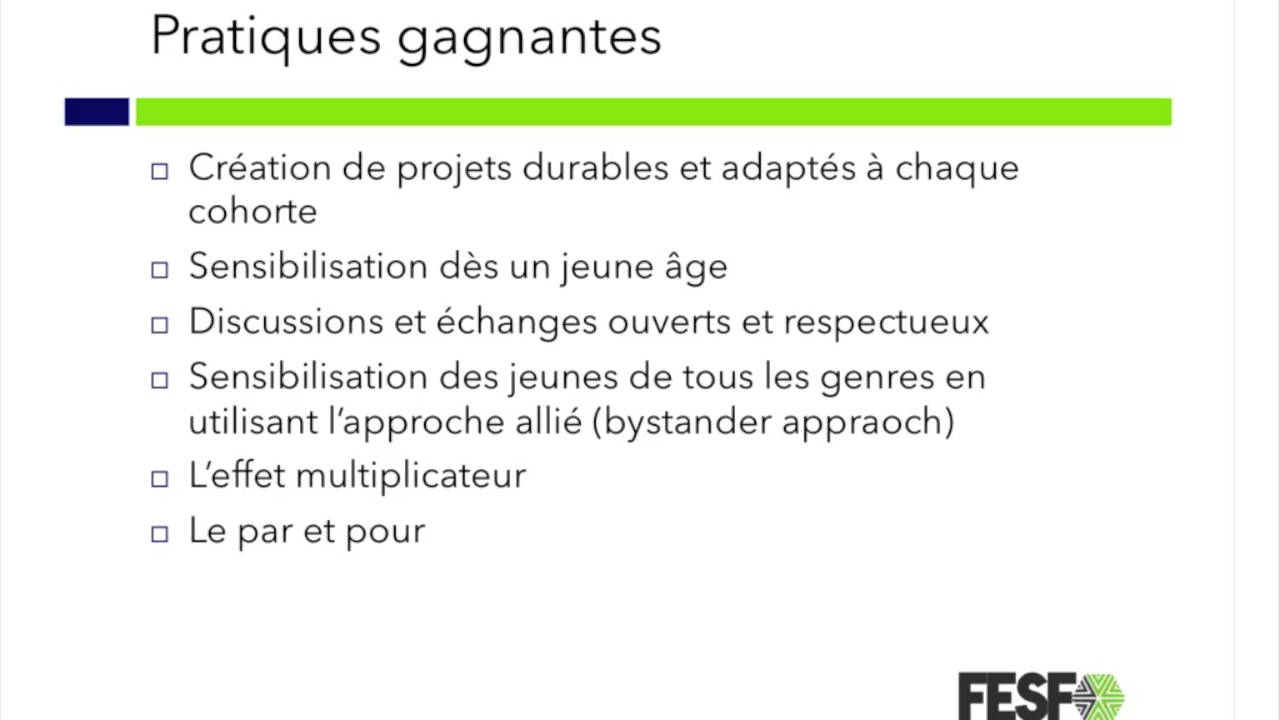 Pratiques gagnantes
Création de projets durables et adaptés à chaque
cohorte
Sensibilisation dès un jeune âge
Discussions et échanges ouverts et respectueux
Sensibilisation des jeunes de tous les genres en
utilisant l’approche allié (bystander appraoch)
L’effet multiplicateur
Le par et pour
FESFO